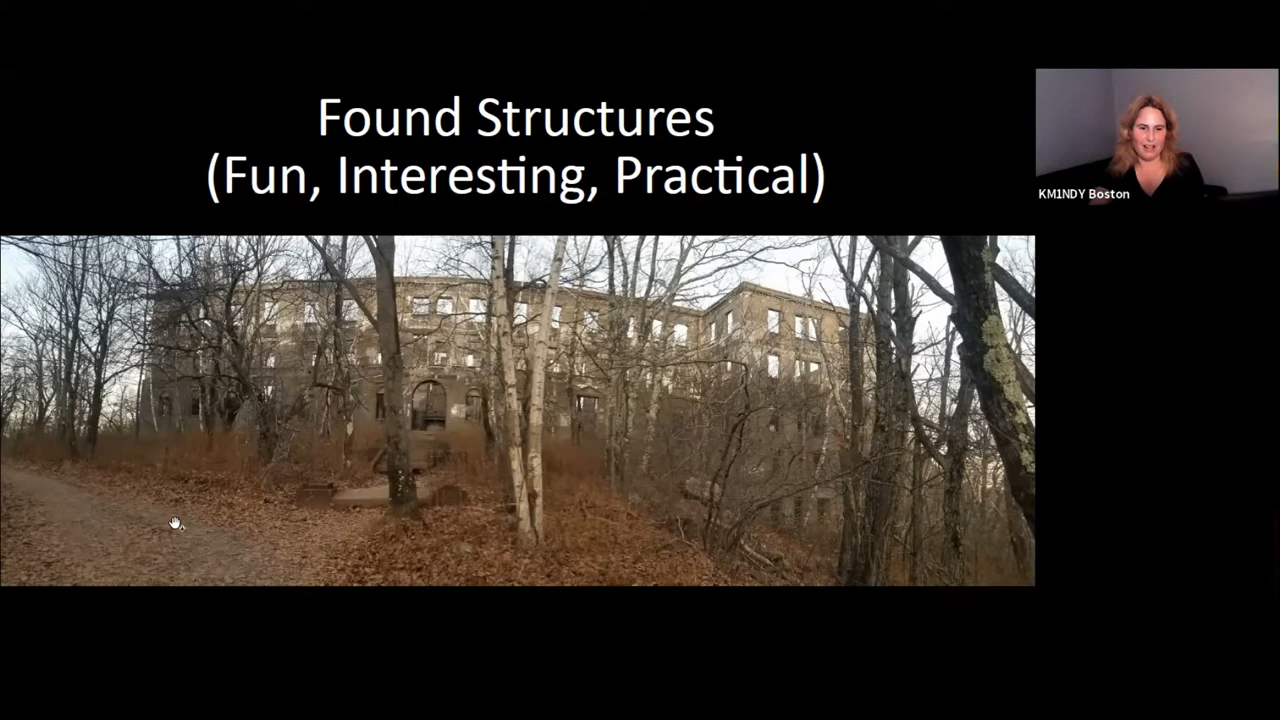 Found Structures
(Fun, Interesting, Practical)
KM1NDY Boston